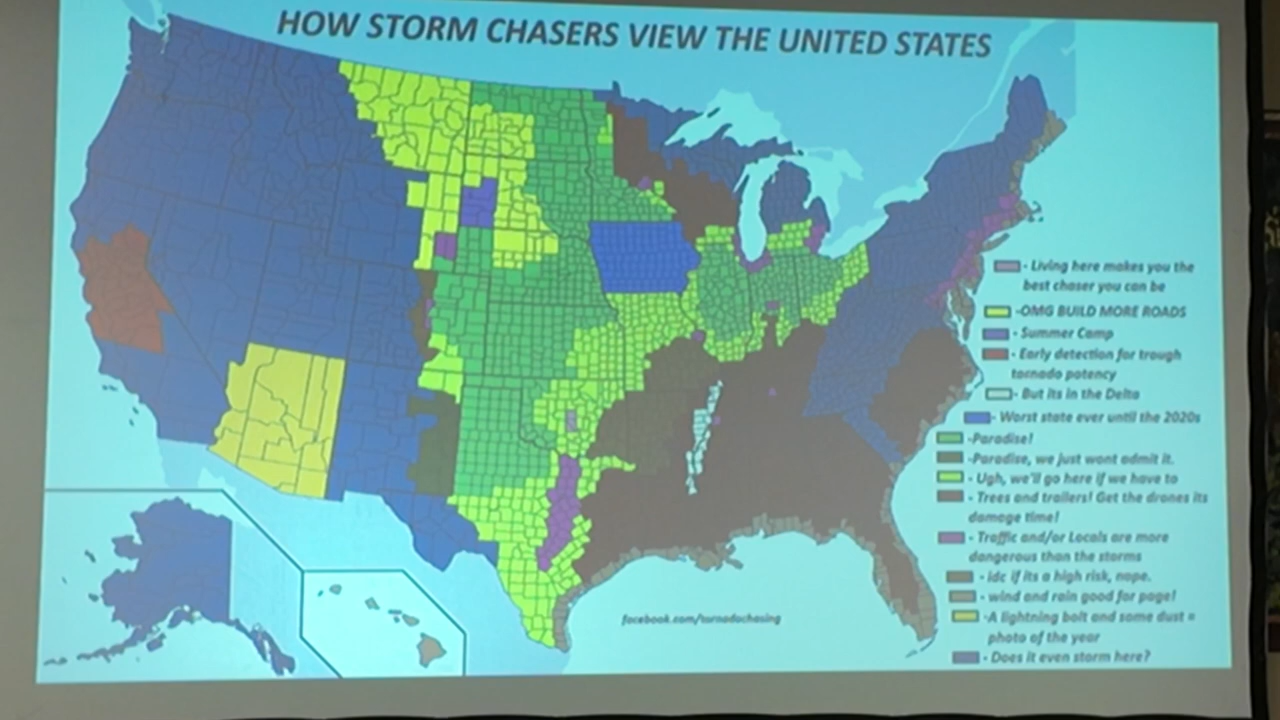 HOW STORM CHASERS VIEW THE UNITED STATES
- Living here makes you the
best chaser you can be
-OMG BUILD MORE ROADS
- Summer Camp
- Early detection for trough
tornado potency
- But its in the Delta
- Worst state ever until the 2020s
-Paradise!
-Paradise, we just wont admit it.
- Ugh, we'll go here if we have to
- Trees and trailers! Get the drones its
damage time!
- Traffic and/or Locals are more
dangerous than the storms
- idc if its a high risk, nope.
- wind and rain good for page!
-A lightning bolt and some dust =
photo of the year
- Does it even storm here?
facebook.com/tornadochasing